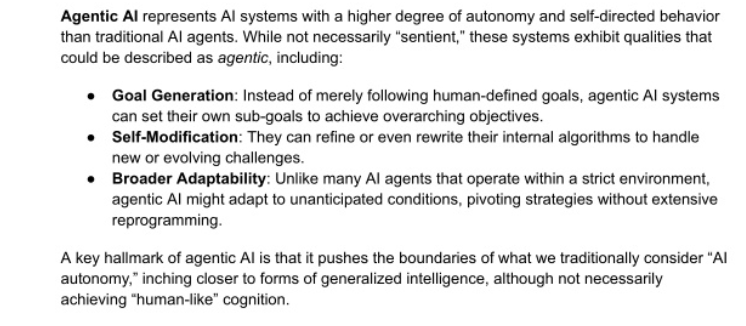 Agentic AI represents AI systems with a higher degree of autonomy and self-directed behavior
than traditional AI agents. While not necessarily “sentient,” these systems exhibit qualities that
could be described as agentic, including:
● Goal Generation: Instead of merely following human-defined goals, agentic AI systems
can set their own sub-goals to achieve overarching objectives.
● Self-Modification: They can refine or even rewrite their internal algorithms to handle
new or evolving challenges.
● Broader Adaptability: Unlike many AI agents that operate within a strict environment,
agentic AI might adapt to unanticipated conditions, pivoting strategies without extensive
reprogramming.
A key hallmark of agentic AI is that it pushes the boundaries of what we traditionally consider “AI
autonomy,” inching closer to forms of generalized intelligence, although not necessarily
achieving “human-like” cognition.